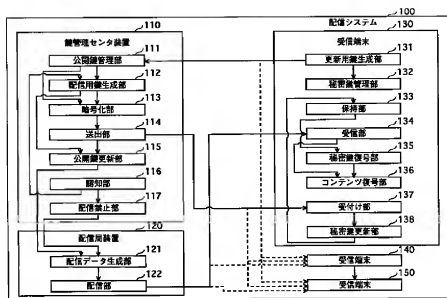 100
配信システム
110
鍵管理センタ装置
111
公開鍵管理部
112
配信用鍵生成部
113
暗号化部
114
送出部
115
公開鍵更新部
116
認知部
117
配信禁止部
120
配信局装置
121
配信データ生成部
122
配信部
130
受信端末
131
更新用鍵生成部
132
秘密鍵管理部
133
保持部
134
受信部
135
秘密鍵復号部
136
コンテンツ復号部
137
受付け部
138
秘密鍵更新部
140
受信端末
150
受信端末